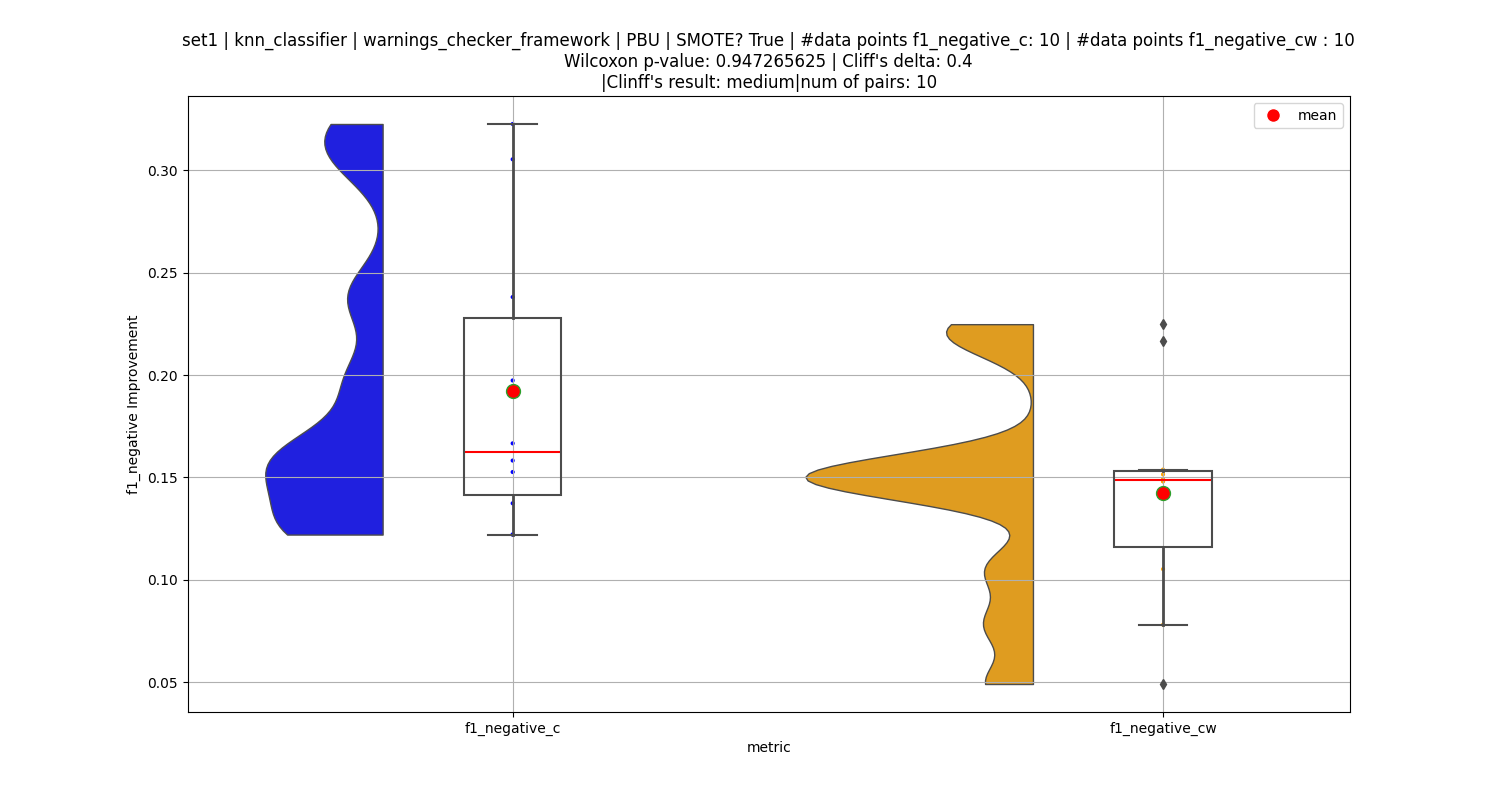 set1 | knn_classifier | warnings_checker_framework | PBU | SMOTE? True | #data points f1_negative_c: 10 | #data points f1_negative_cw : 10
Wilcoxon p-value: 0.947265625 | Cliff's delta: 0.4
|Clinff's result: medium|num of pairs: 10
mean
0.30
0.25
0.20
0.15
0.10
0.05
f1_negative Improvement
f1_negative_c
f1_negative_cw
metric